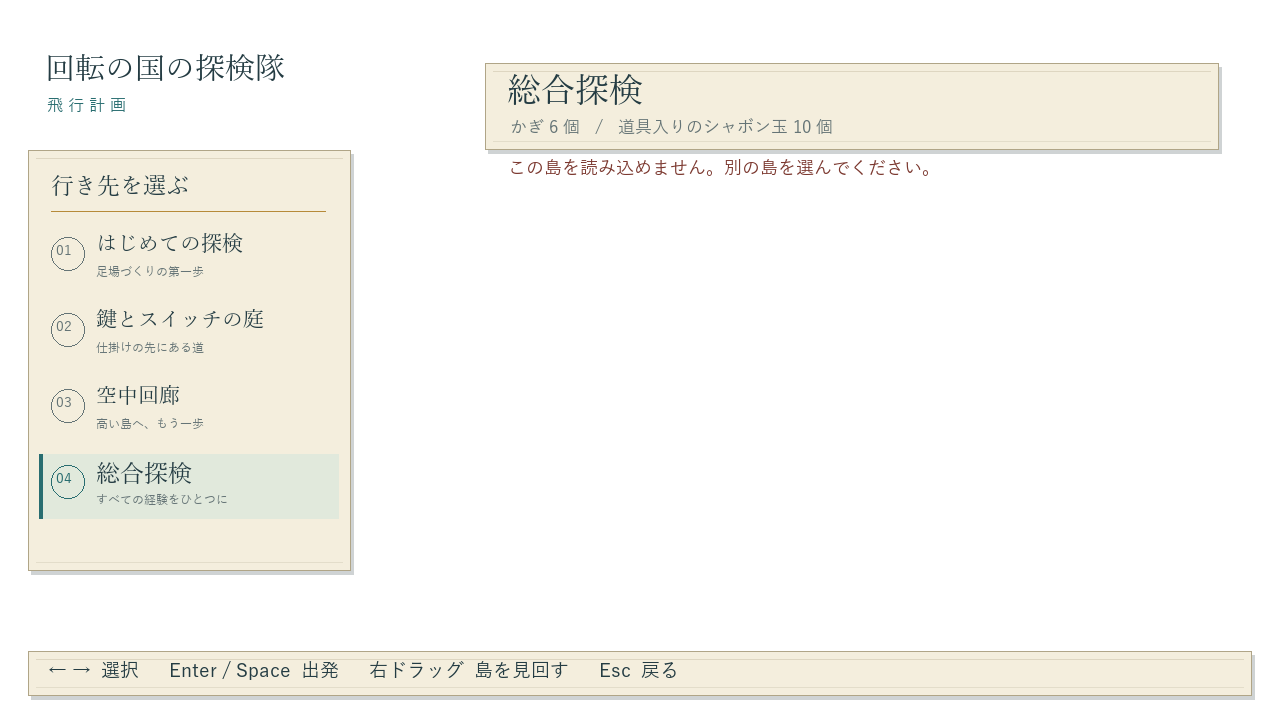 回転の国の探検隊
飛行計画
行き先を選ぶ
01 はじめての探検
足場づくりの第一歩
02 鍵とスイッチの庭
仕掛けの先にある道
03 空中回廊
高い島へ、もう一歩
04 総合探検
すべての経験をひとつに
総合探検
かぎ 6 個 / 道具入りのシャボン玉 10 個
この島を読み込めません。別の島を選んでください。
← → 選択 Enter / Space 出発 右ドラッグ 島を見回す Esc 戻る